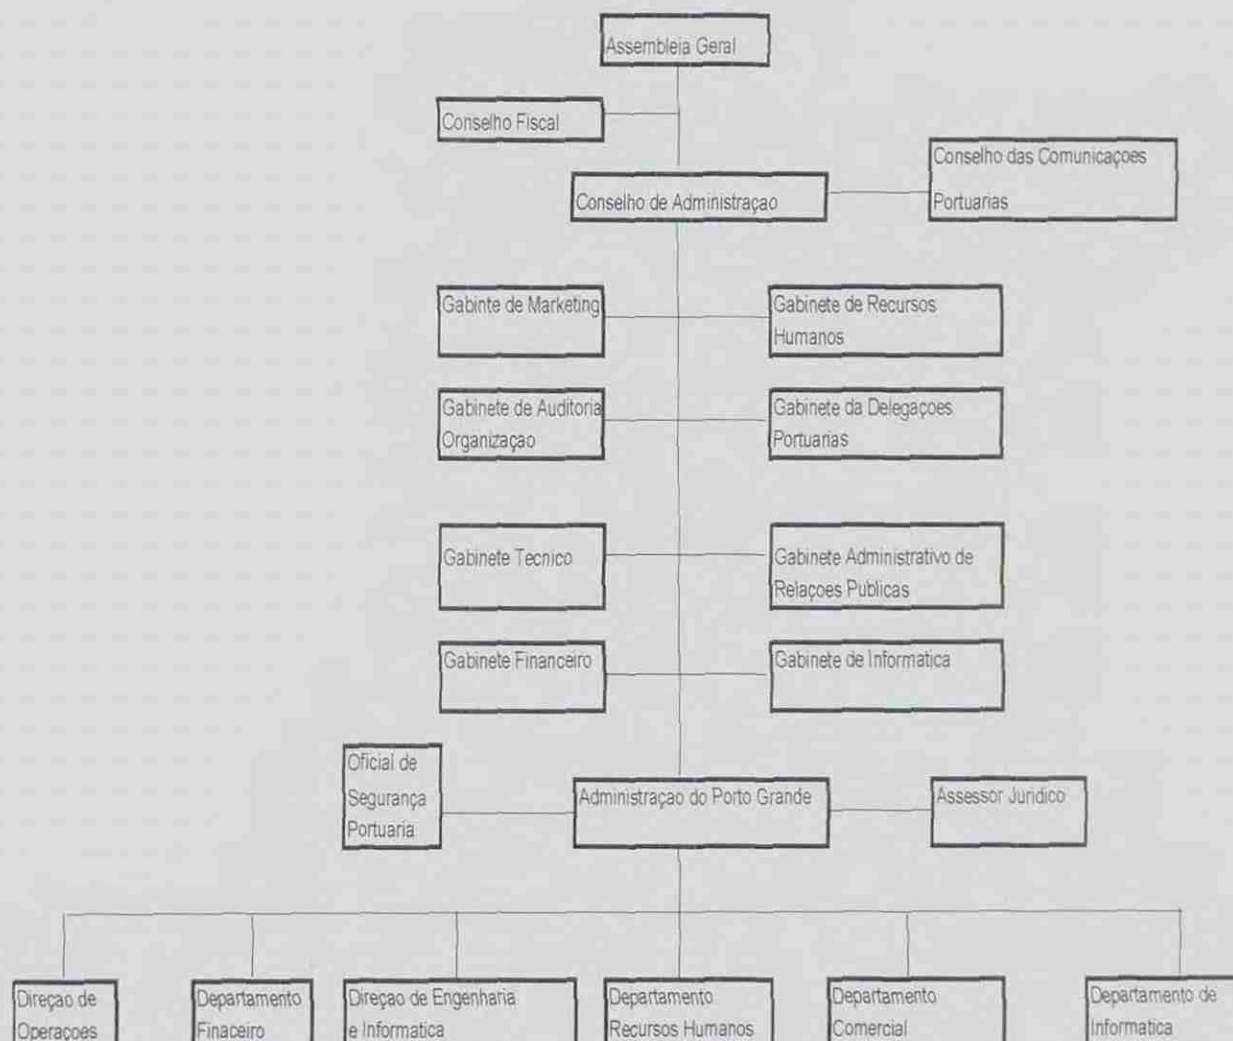 Assembleia Geral
Conselho Fiscal
Conselho das Comunicaçoes
Portuarias
Conselho de Administraçao
Gabinte de Marketing
Gabinete de Recursos
Humanos
Gabinete de Auditoria
Organizaçao
Gabinete da Delegaçoes
Portuarias
Gabinete Tecnico
Gabinete Administrativo de
Relaçoes Publicas
Gabinete Financeiro
Gabinete de Informatica
Oficial de
Segurança
Portuaria
Administraçao do Porto Grande
Assessor Juridico
Direçao de
Operaçoes
Departamento
Finaceiro
Direçao de Engenharia
e Informatica
Departamento
Recursos Humanos
Departamento
Comercial
Departamento de
Informatica